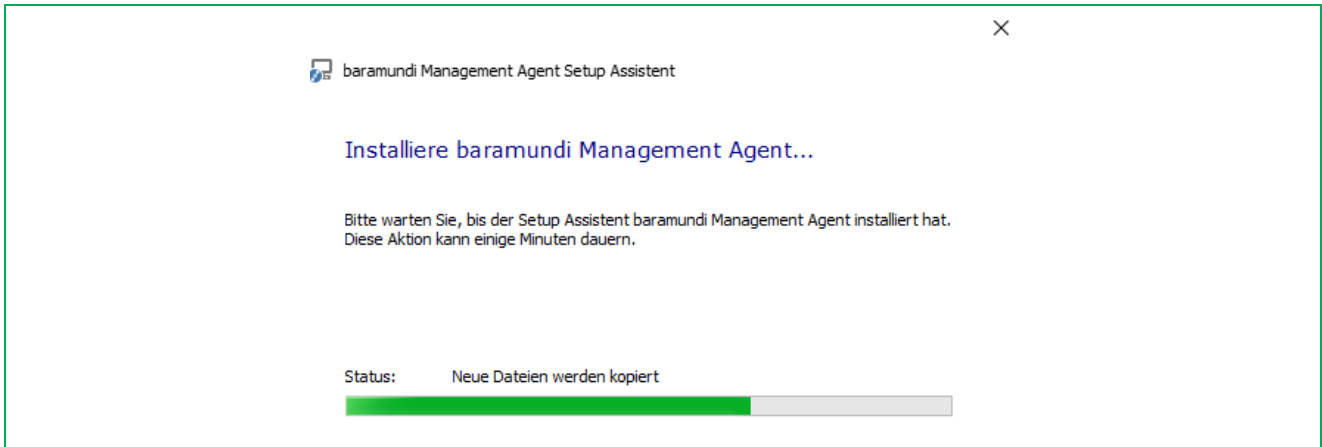 baramundi Management Agent Setup Assistent
Installiere baramundi Management Agent...
Bitte warten Sie, bis der Setup Assistent baramundi Management Agent installiert hat.
Diese Aktion kann einige Minuten dauern.
Status: Neue Dateien werden kopiert